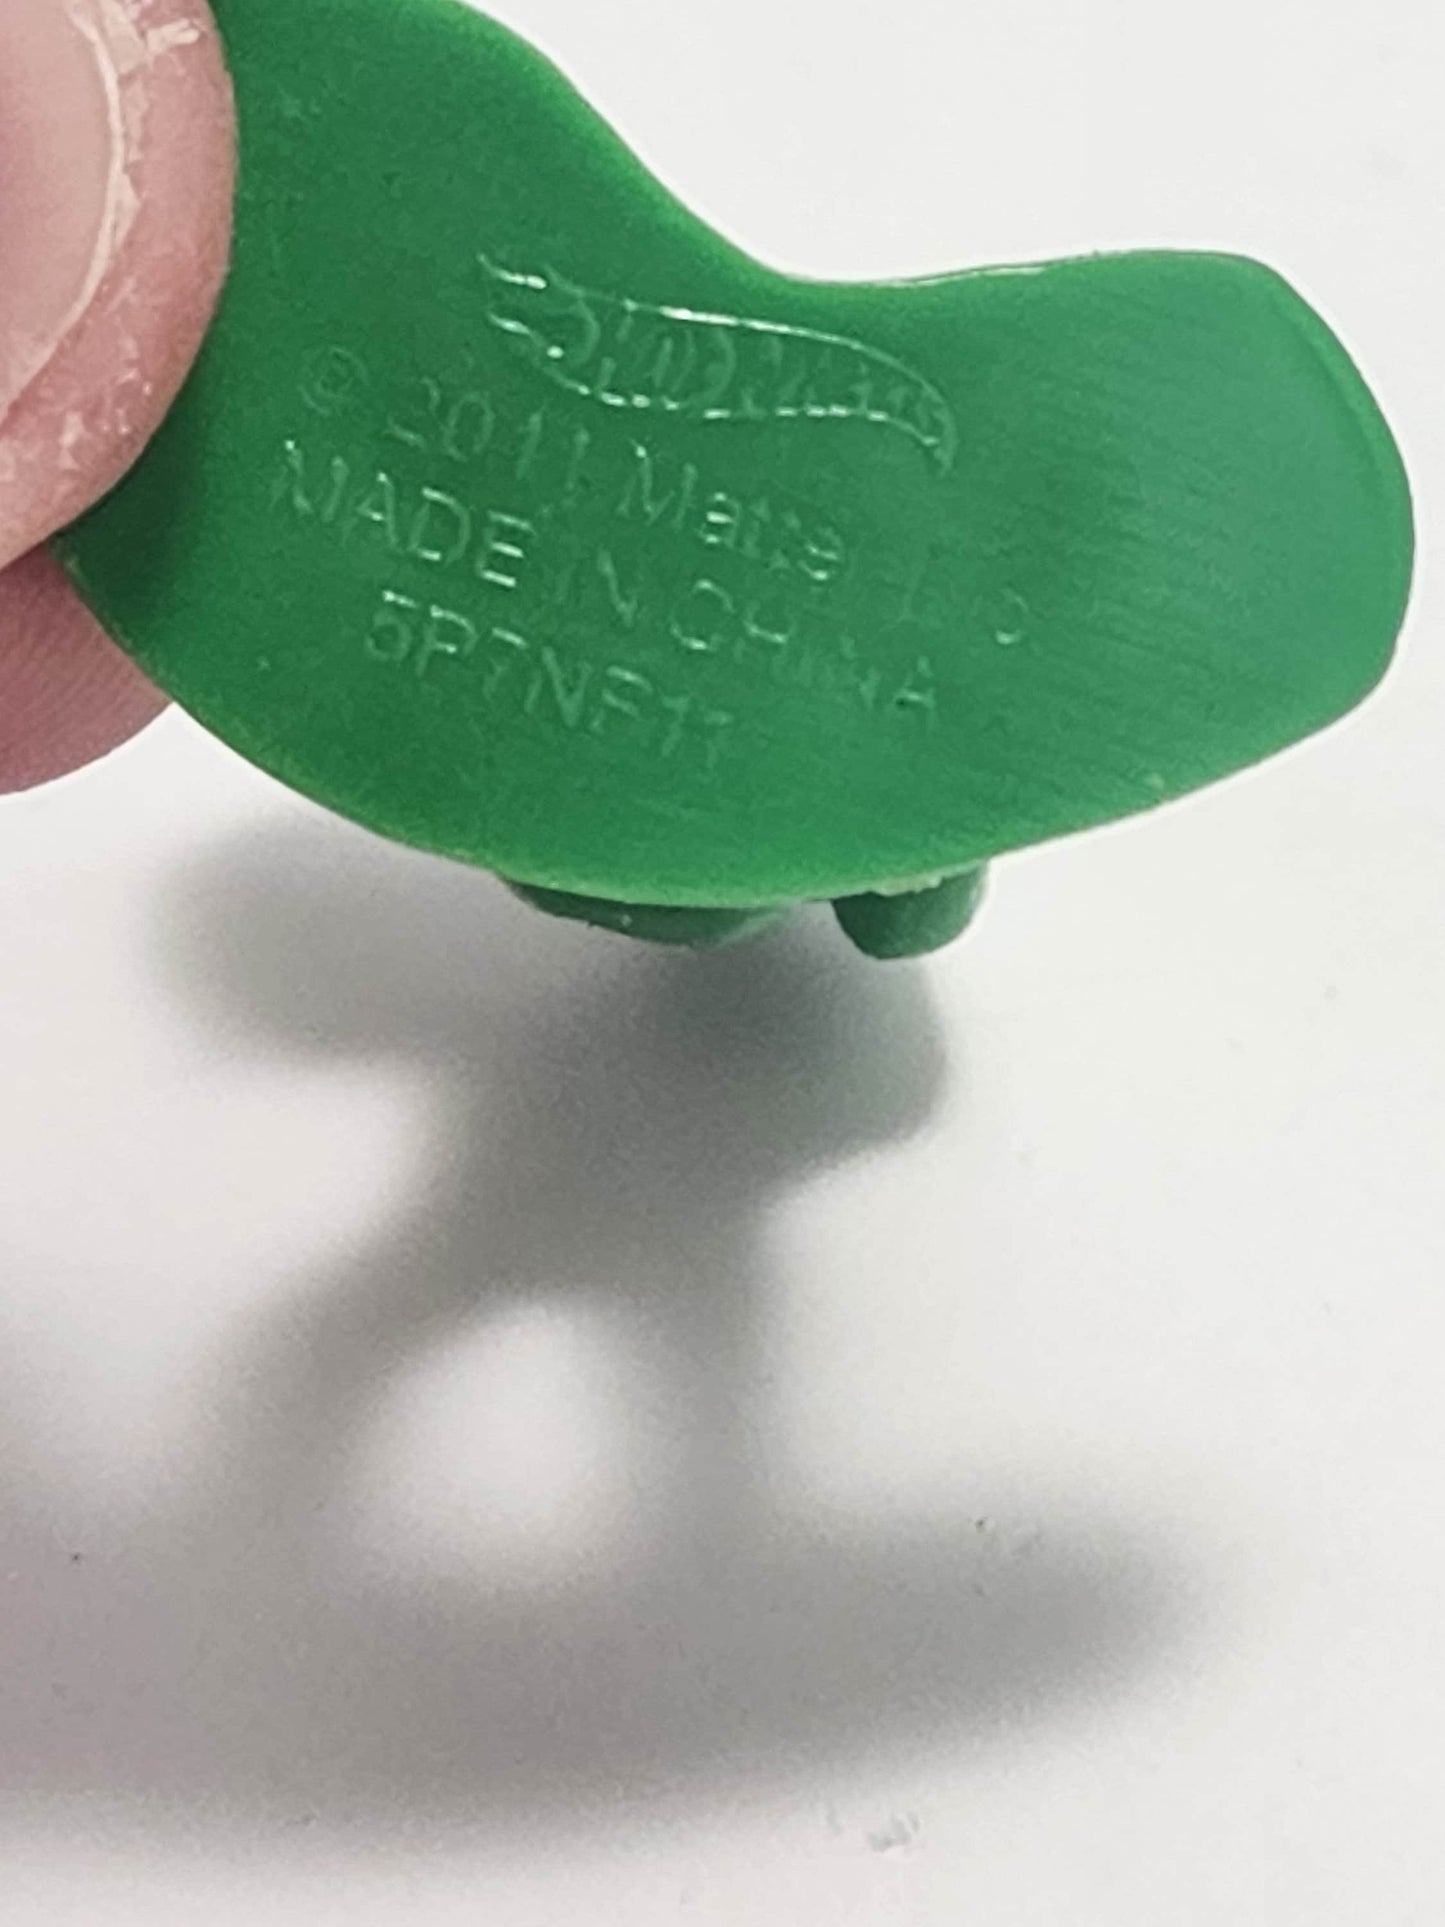 Hot Wheels
© 2011 Mattel Inc
MADE IN CHINA